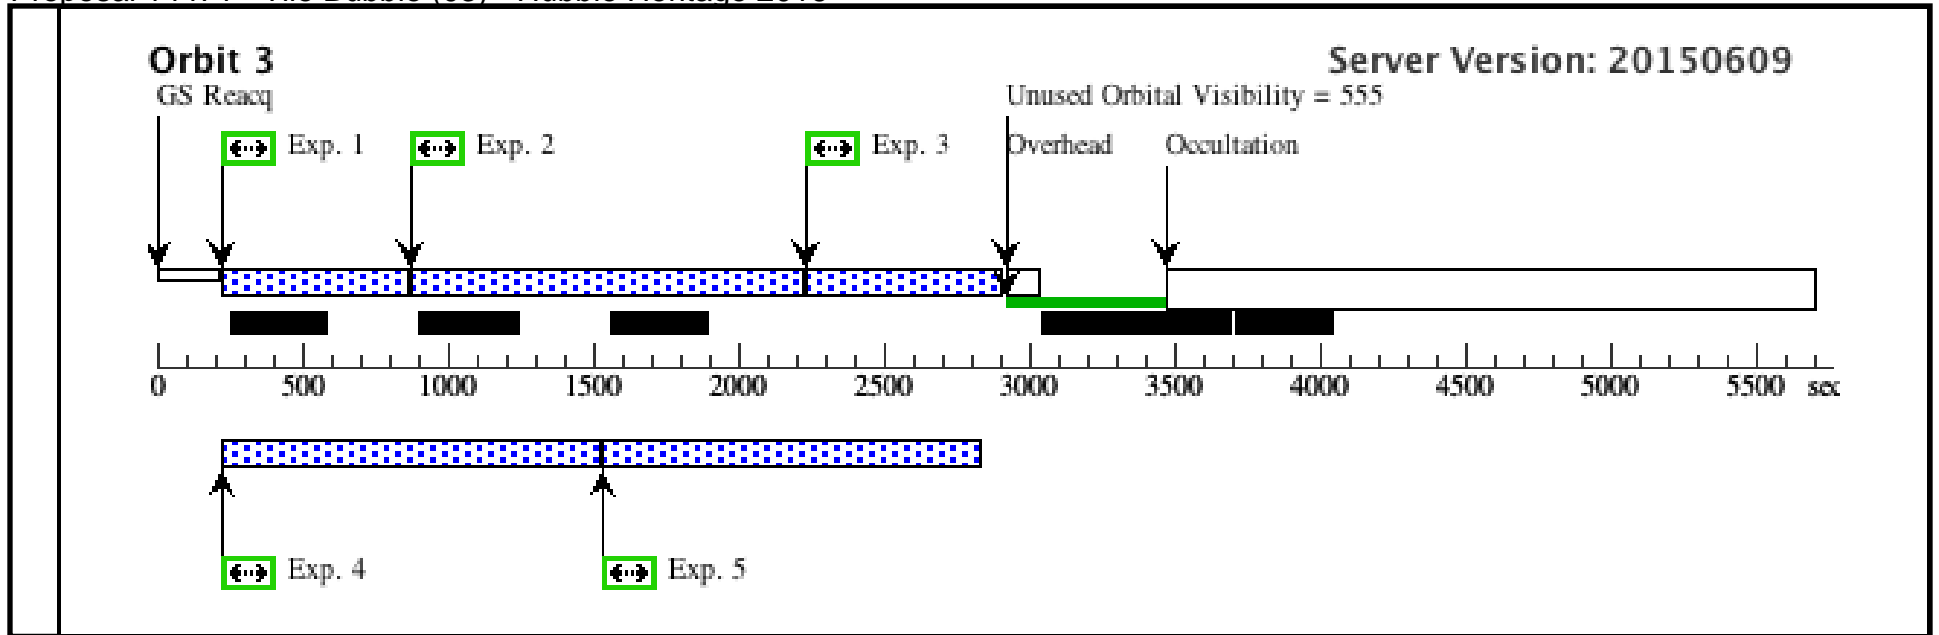 Orbit 3
Server Version: 20150609
GS Reacq
Unused Orbital Visibility = 555
Exp. 1
Exp. 2
Exp. 3
Overhead
Occultation
0 500 1000 1500 2000 2500 3000 3500 4000 4500 5000 5500 sec
Exp. 4
Exp. 5